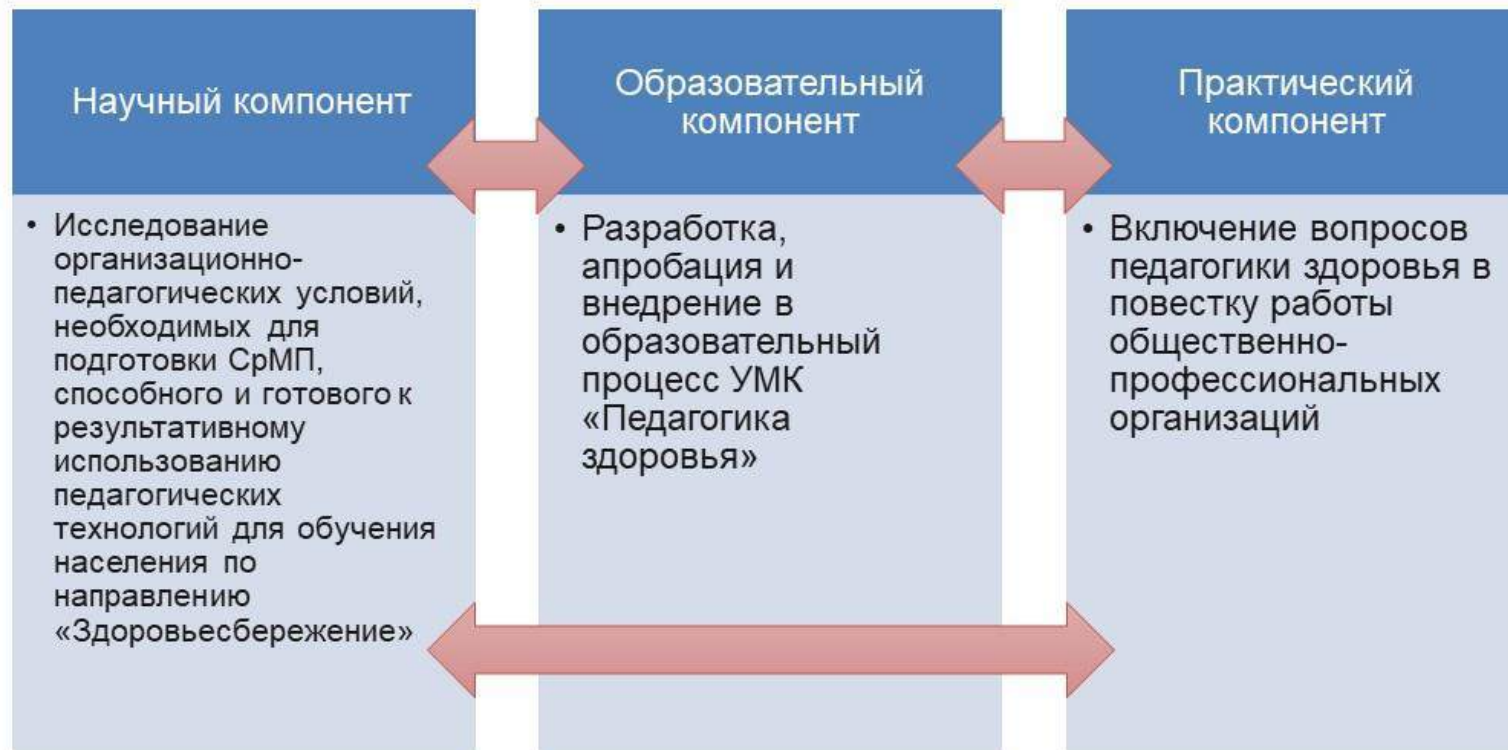 Научный компонент
• Исследование
организационно-
педагогических условий,
необходимых для
подготовки СрМП,
способного и готового к
результативному
использованию
педагогических
технологий для обучения
населения по
направлению
«Здоровьесбережение»
Образовательный
компонент
• Разработка,
апробация и
внедрение в
образовательный
процесс УМК
«Педагогика
здоровья»
Практический
компонент
• Включение вопросов
педагогики здоровья в
повестку работы
общественно-
профессиональных
организаций